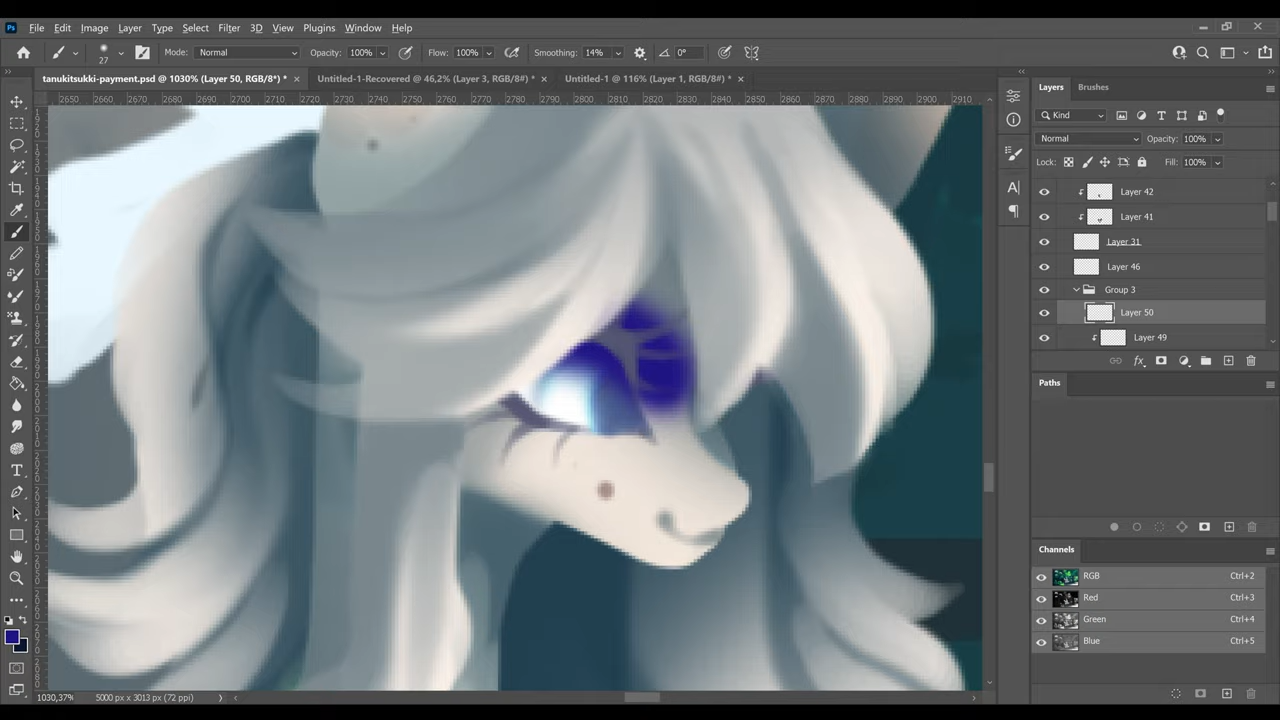 Ps File Edit Image Layer Type Select Filter 3D View Plugins Window Help
27 Mode: Normal Opacity: 100% Flow: 100% Smoothing: 14% 0°
tanukitsukki-payment.psd @ 1030% (Layer 50, RGB/8*) * × Untitled-1-Recovered @ 46,2% (Layer 3, RGB/8#) * × Untitled-1 @ 116% (Layer 1, RGB/8#) * ×
2650 2660 2670 2680 2690 2700 2710 2720 2730 2740 2750 2760 2770 2780 2790 2800 2810 2820 2830 2840 2850 2860 2870 2880 2890 2900 2910
Layers Brushes
Kind
Normal Opacity: 100%
Lock: Fill: 100%
Layer 42
Layer 41
Layer 31
Layer 46
Group 3
Layer 50
Layer 49
fx
Paths
Channels
RGB Ctrl+2
Red Ctrl+3
Green Ctrl+4
Blue Ctrl+5
1030,37% 5000 px x 3013 px (72 ppi)